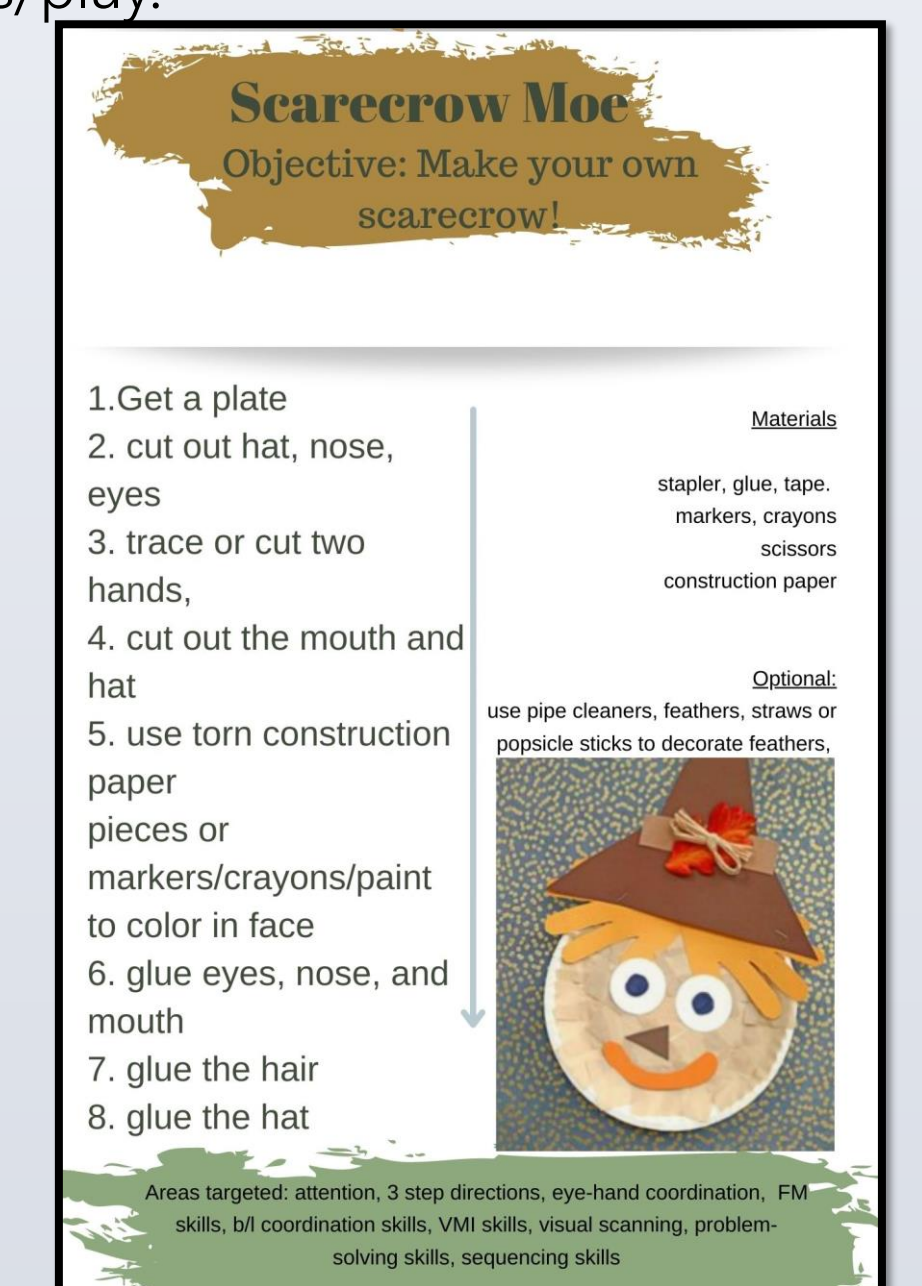 s/play.
Scarecrow Moe
Objective: Make your own
scarecrow!
1.Get a plate
2. cut out hat, nose,
eyes
3. trace or cut two
hands,
4. cut out the mouth and
hat
5. use torn construction
paper
pieces or
markers/crayons/paint
to color in face
6. glue eyes, nose, and
mouth
7. glue the hair
8. glue the hat
Materials
stapler, glue, tape.
markers, crayons
scissors
construction paper
Optional:
use pipe cleaners, feathers, straws or
popsicle sticks to decorate feathers,
Areas targeted: attention, 3 step directions, eye-hand coordination, FM
skills, b/l coordination skills, VMI skills, visual scanning, problem-
solving skills, sequencing skills